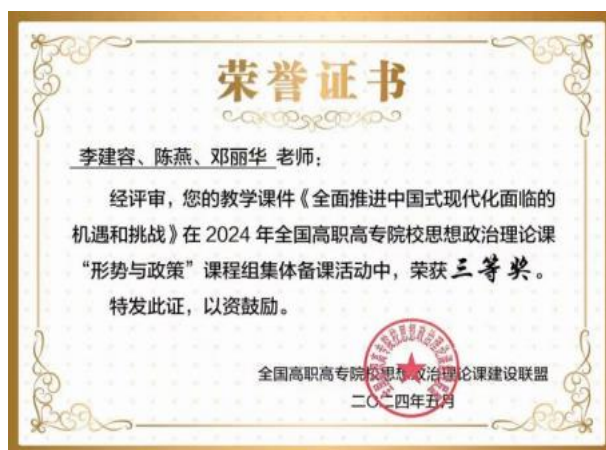 荣誉证书
李建容、陈燕、邓丽华 老师：
经评审，您的教学课件《全面推进中国式现代化面临的
机遇和挑战》在 2024 年全国高职高专院校思想政治理论课
“形势与政策”课程组集体备课活动中，荣获三等奖。
特发此证，以资鼓励。
全国高职高专院校思想政治理论课建设联盟
二〇二四年五月